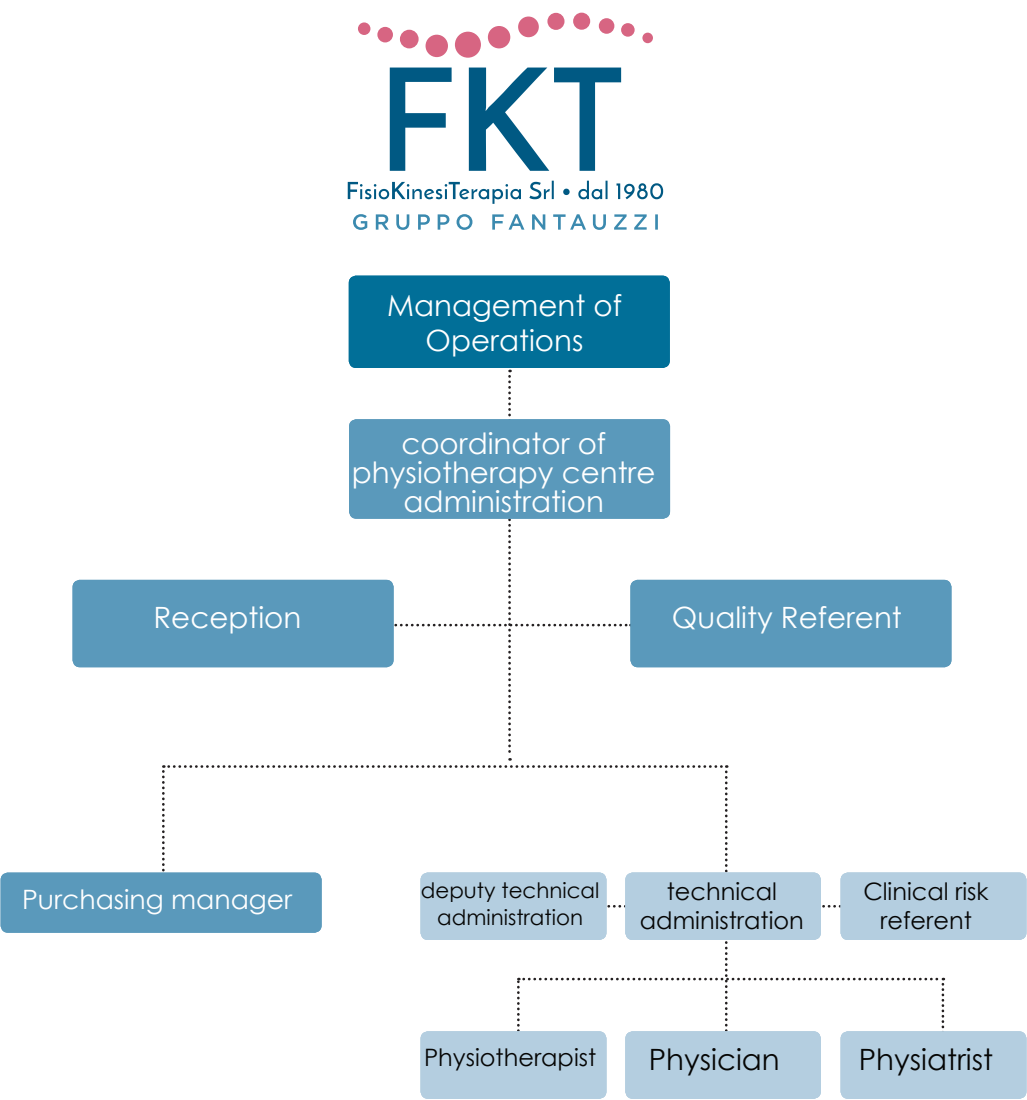 FKT
FisioKinesiTerapia Srl • dal 1980
GRUPPO FANTAUZZI
Management of
Operations
coordinator of
physiotherapy centre
administration
Reception
Quality Referent
Purchasing manager
deputy technical
administration
technical
administration
Clinical risk
referent
Physiotherapist
Physician
Physiatrist